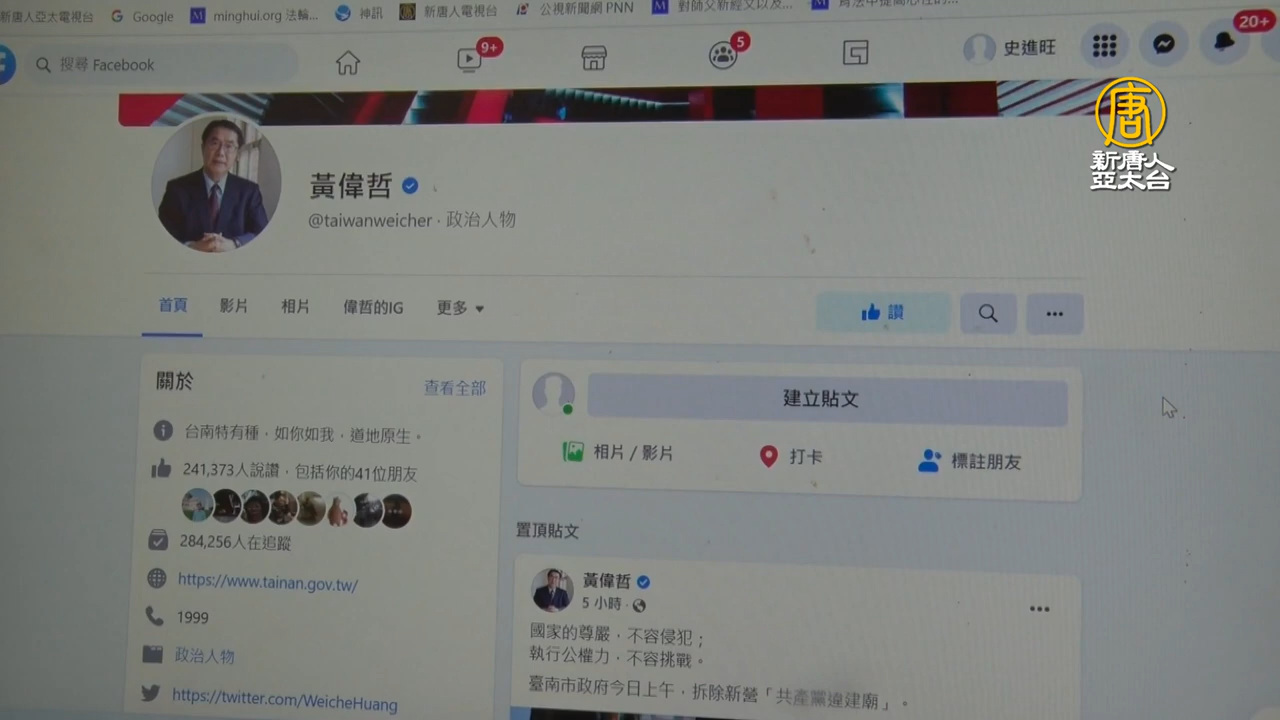 新唐人亞太電視台 Google minghui.org 法輪... 神訊 新唐人電視台 公視新聞網 PNN 對師父新經文以及...
搜尋 Facebook
9+
5
史進旺
20+
唐
新唐人
亞太台
黃偉哲
@taiwanweicher · 政治人物
首頁 影片 相片 偉哲的IG 更多
讚
關於
查看全部
台南特有種，如你如我，道地原生。
241,373人說讚，包括你的41位朋友
284,256人在追蹤
https://www.tainan.gov.tw/
1999
政治人物
https://twitter.com/WeicheHuang
建立貼文
相片 / 影片 打卡 標註朋友
置頂貼文
黃偉哲
5 小時 ·
國家的尊嚴，不容侵犯；
執行公權力，不容挑戰。
臺南市政府今日上午，拆除新營「共產黨違建廟」。